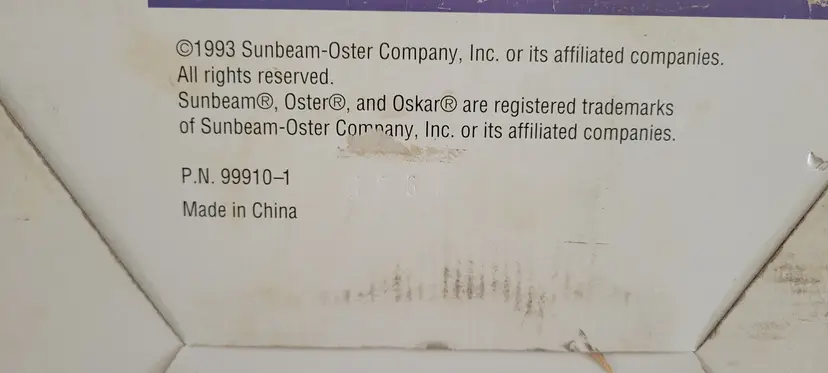 ©1993 Sunbeam-Oster Company, Inc. or its affiliated companies.
All rights reserved.
Sunbeam®, Oster®, and Oskar® are registered trademarks
of Sunbeam-Oster Company, Inc. or its affiliated companies.
P.N. 99910–1
Made in China